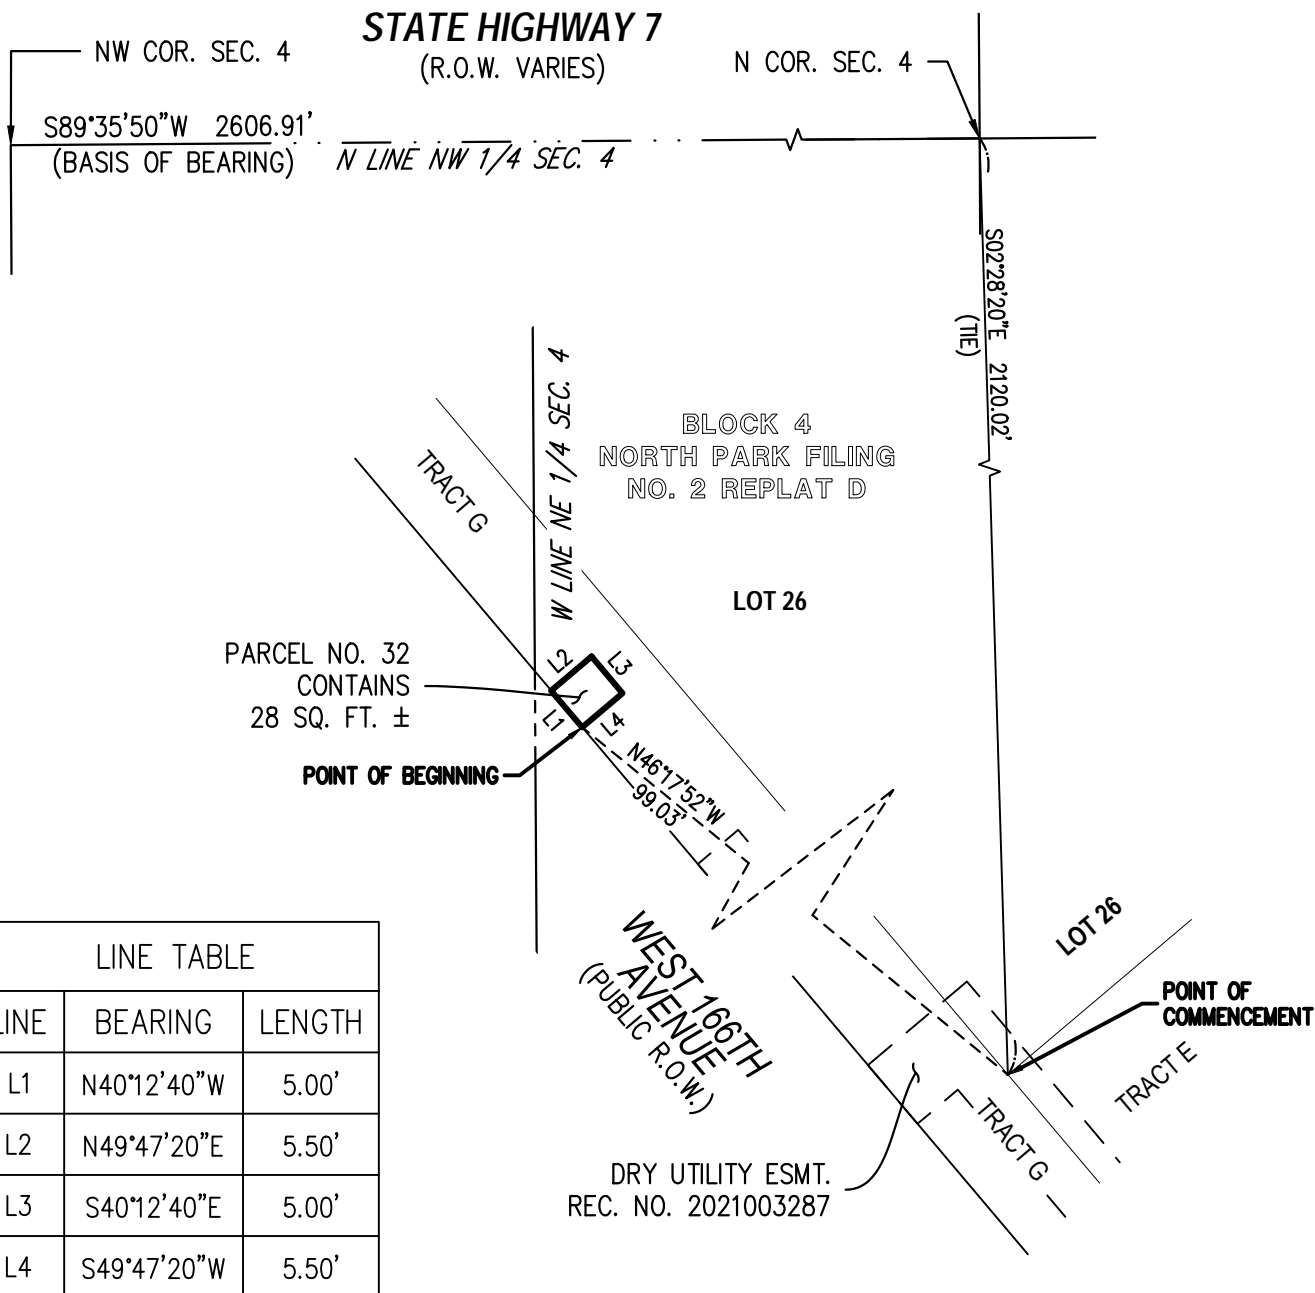 STATE HIGHWAY 7
(R.O.W. VARIES)
NW COR. SEC. 4
N COR. SEC. 4
S89°35'50"W 2606.91'
(BASIS OF BEARING)
N LINE NW 1/4 SEC. 4
S02°28'20"E 2120.02'
(TIE)
W LINE NE 1/4 SEC. 4
BLOCK 4
NORTH PARK FILING
NO. 2 REPLAT D
TRACT G
LOT 26
PARCEL NO. 32
CONTAINS
28 SQ. FT. ±
L2
L3
L1
L4
POINT OF BEGINNING
N46°17'52"W
99.03'
WEST 166TH
AVENUE
(PUBLIC R.O.W.)
LOT 26
POINT OF
COMMENCEMENT
TRACT E
TRACT G
DRY UTILITY ESMT.
REC. NO. 2021003287
LINE TABLE
LINE BEARING LENGTH
L1 N40°12'40"W 5.00'
L2 N49°47'20"E 5.50'
L3 S40°12'40"E 5.00'
L4 S49°47'20"W 5.50'